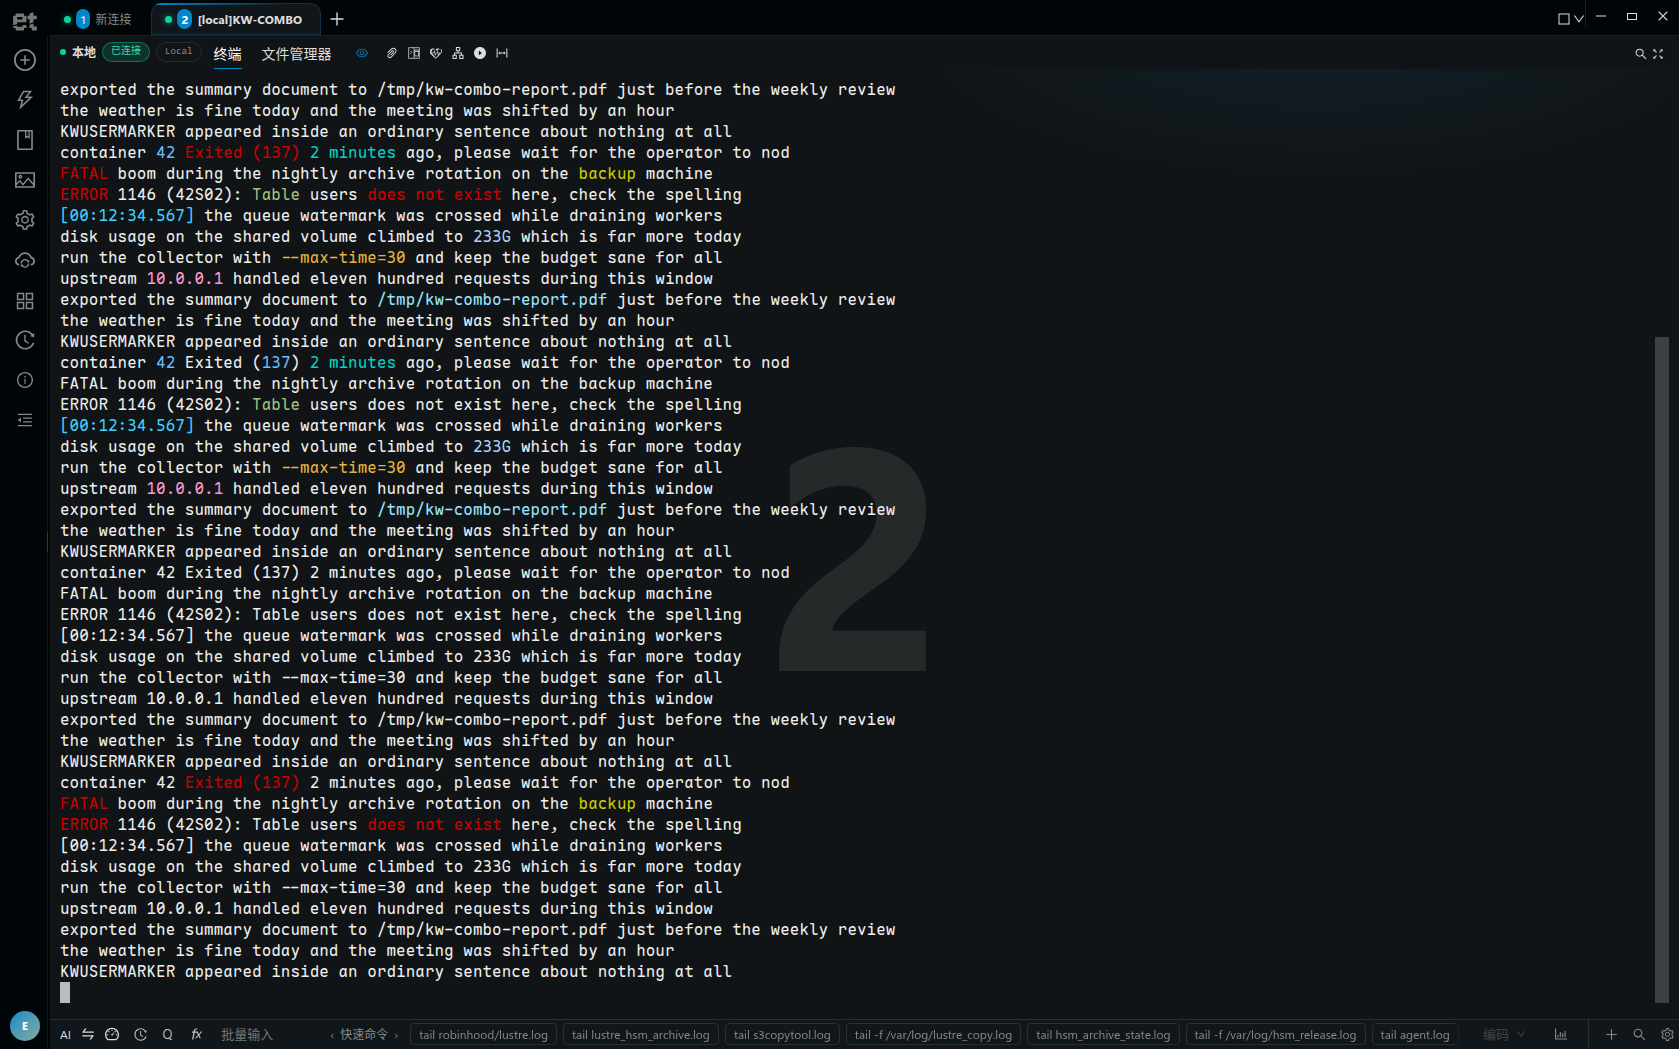 et
1 新连接
2 [local]KW-COMBO
本地 已连接 Local 终端 文件管理器
exported the summary document to /tmp/kw-combo-report.pdf just before the weekly review
the weather is fine today and the meeting was shifted by an hour
KWUSERMARKER appeared inside an ordinary sentence about nothing at all
container 42 Exited (137) 2 minutes ago, please wait for the operator to nod
FATAL boom during the nightly archive rotation on the backup machine
ERROR 1146 (42S02): Table users does not exist here, check the spelling
[00:12:34.567] the queue watermark was crossed while draining workers
disk usage on the shared volume climbed to 233G which is far more today
run the collector with --max-time=30 and keep the budget sane for all
upstream 10.0.0.1 handled eleven hundred requests during this window
exported the summary document to /tmp/kw-combo-report.pdf just before the weekly review
the weather is fine today and the meeting was shifted by an hour
KWUSERMARKER appeared inside an ordinary sentence about nothing at all
container 42 Exited (137) 2 minutes ago, please wait for the operator to nod
FATAL boom during the nightly archive rotation on the backup machine
ERROR 1146 (42S02): Table users does not exist here, check the spelling
[00:12:34.567] the queue watermark was crossed while draining workers
disk usage on the shared volume climbed to 233G which is far more today
run the collector with --max-time=30 and keep the budget sane for all
upstream 10.0.0.1 handled eleven hundred requests during this window
exported the summary document to /tmp/kw-combo-report.pdf just before the weekly review
the weather is fine today and the meeting was shifted by an hour
KWUSERMARKER appeared inside an ordinary sentence about nothing at all
container 42 Exited (137) 2 minutes ago, please wait for the operator to nod
FATAL boom during the nightly archive rotation on the backup machine
ERROR 1146 (42S02): Table users does not exist here, check the spelling
[00:12:34.567] the queue watermark was crossed while draining workers
disk usage on the shared volume climbed to 233G which is far more today
run the collector with --max-time=30 and keep the budget sane for all
upstream 10.0.0.1 handled eleven hundred requests during this window
exported the summary document to /tmp/kw-combo-report.pdf just before the weekly review
the weather is fine today and the meeting was shifted by an hour
KWUSERMARKER appeared inside an ordinary sentence about nothing at all
container 42 Exited (137) 2 minutes ago, please wait for the operator to nod
FATAL boom during the nightly archive rotation on the backup machine
ERROR 1146 (42S02): Table users does not exist here, check the spelling
[00:12:34.567] the queue watermark was crossed while draining workers
disk usage on the shared volume climbed to 233G which is far more today
run the collector with --max-time=30 and keep the budget sane for all
upstream 10.0.0.1 handled eleven hundred requests during this window
exported the summary document to /tmp/kw-combo-report.pdf just before the weekly review
the weather is fine today and the meeting was shifted by an hour
KWUSERMARKER appeared inside an ordinary sentence about nothing at all
2
E
AI Q fx 批量输入 ‹ 快速命令 › tail robinhood/lustre.log tail lustre_hsm_archive.log tail s3copytool.log tail -f /var/log/lustre_copy.log tail hsm_archive_state.log tail -f /var/log/hsm_release.log tail agent.log 编码